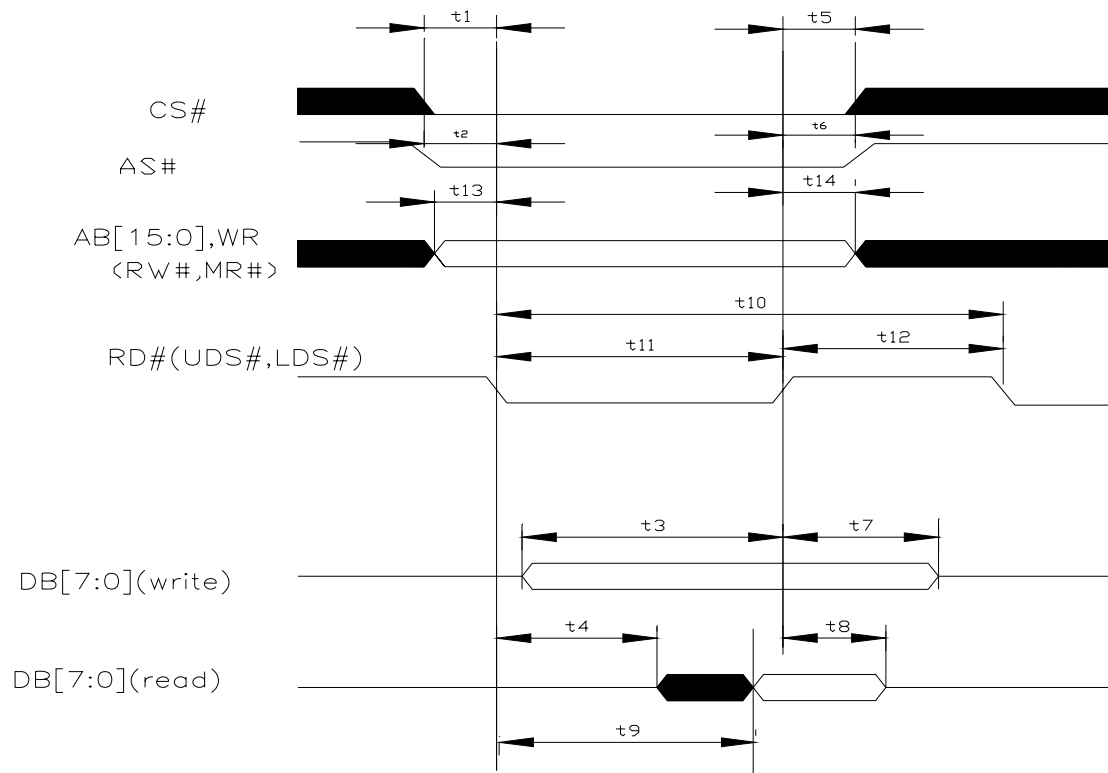 t1
t5
CS#
t2
t6
AS#
t13
t14
AB[15:0],WR
(RW#,MR#)
t10
t11
t12
RD#(UDS#,LDS#)
t3
t7
DB[7:0](write)
t4
t8
DB[7:0](read)
t9